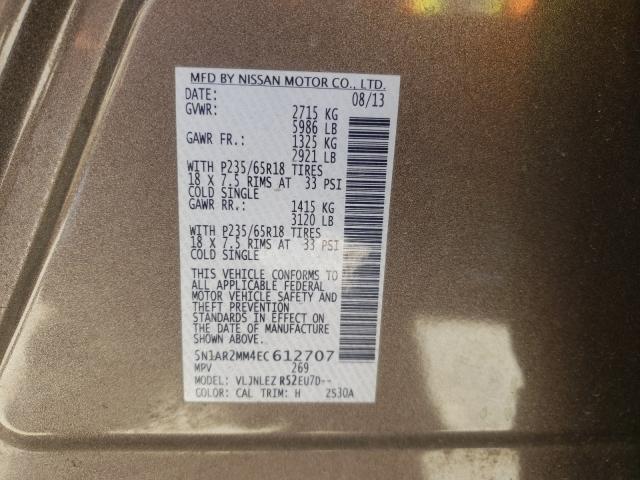 MFD BY NISSAN MOTOR CO., LTD.
DATE: 08/13
GVWR: 2715 KG
5986 LB
GAWR FR.: 1325 KG
2921 LB
WITH P235/65R18 TIRES
18 X 7.5 RIMS AT 33 PSI
COLD SINGLE
GAWR RR.: 1415 KG
3120 LB
WITH P235/65R18 TIRES
18 X 7.5 RIMS AT 33 PSI
COLD SINGLE
THIS VEHICLE CONFORMS TO
ALL APPLICABLE FEDERAL
MOTOR VEHICLE SAFETY AND
THEFT PREVENTION
STANDARDS IN EFFECT ON
THE DATE OF MANUFACTURE
SHOWN ABOVE.
5N1AR2MM4EC612707
MPV 269
MODEL: VLJNLEZ R52EU7D--
COLOR: CAL TRIM: H 2S30A